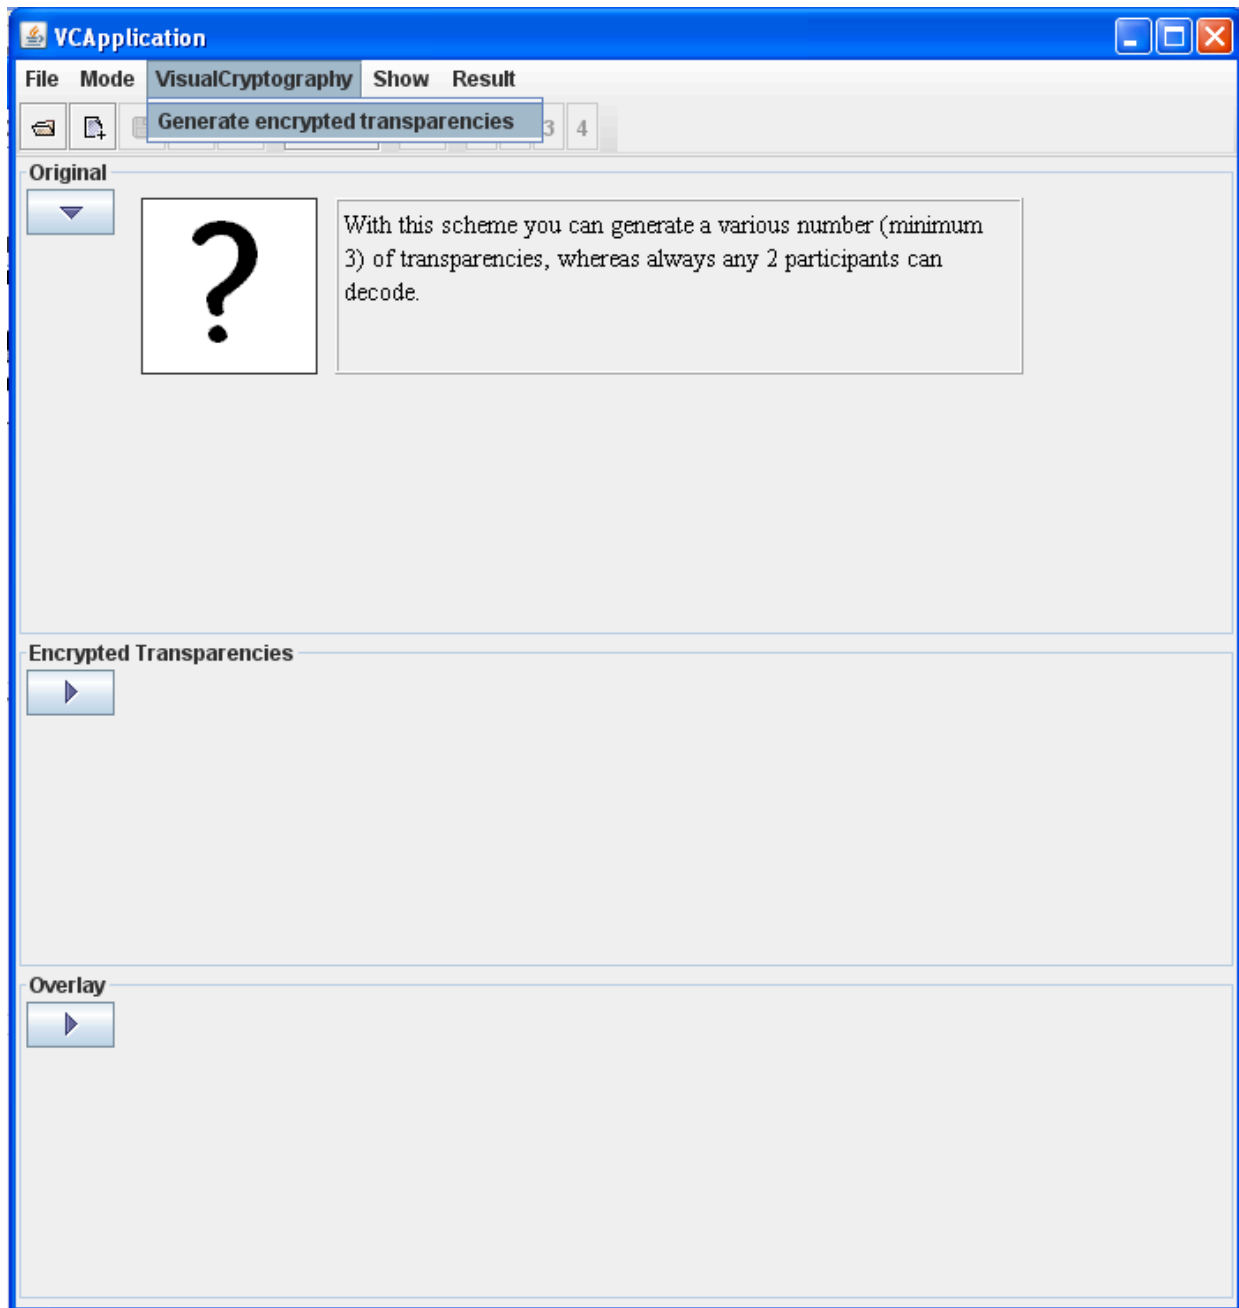 VCApplication
File Mode VisualCryptography Show Result
Generate encrypted transparencies
3 4
Original
?
With this scheme you can generate a various number (minimum
3) of transparencies, whereas always any 2 participants can
decode.
Encrypted Transparencies
Overlay